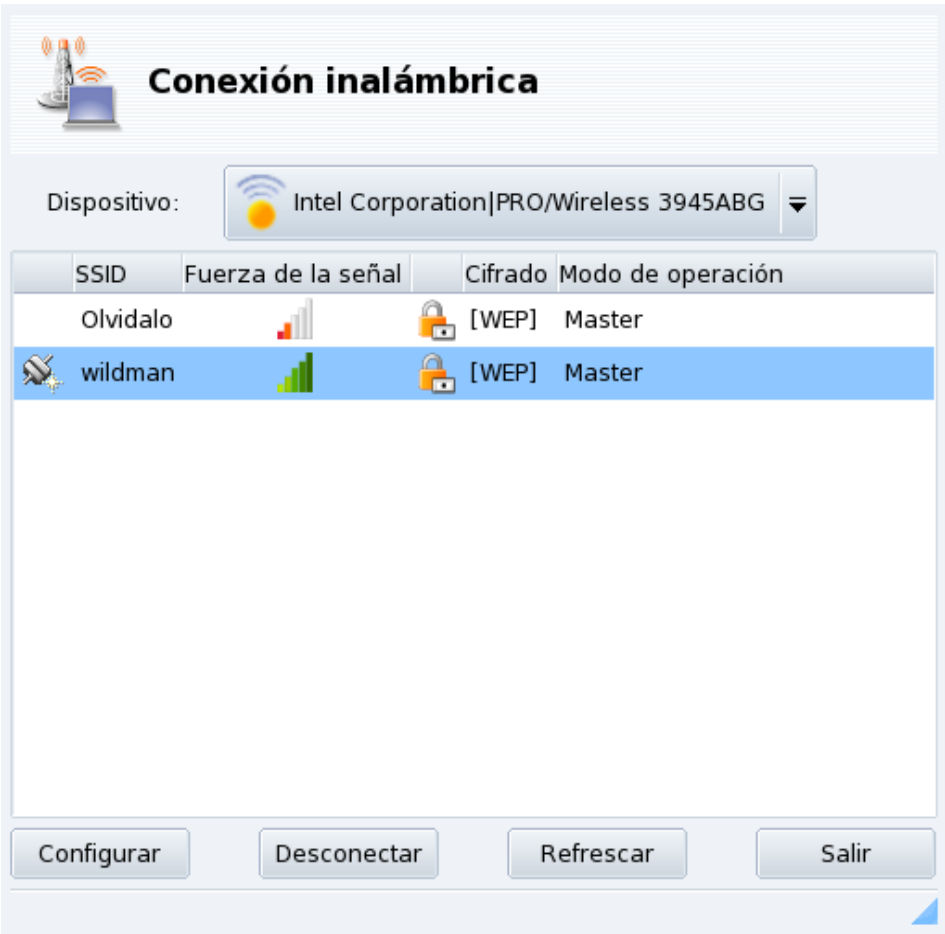 Conexión inalámbrica
Dispositivo: Intel Corporation|PRO/Wireless 3945ABG
SSID Fuerza de la señal Cifrado Modo de operación
Olvidalo [WEP] Master
wildman [WEP] Master
Configurar Desconectar Refrescar Salir